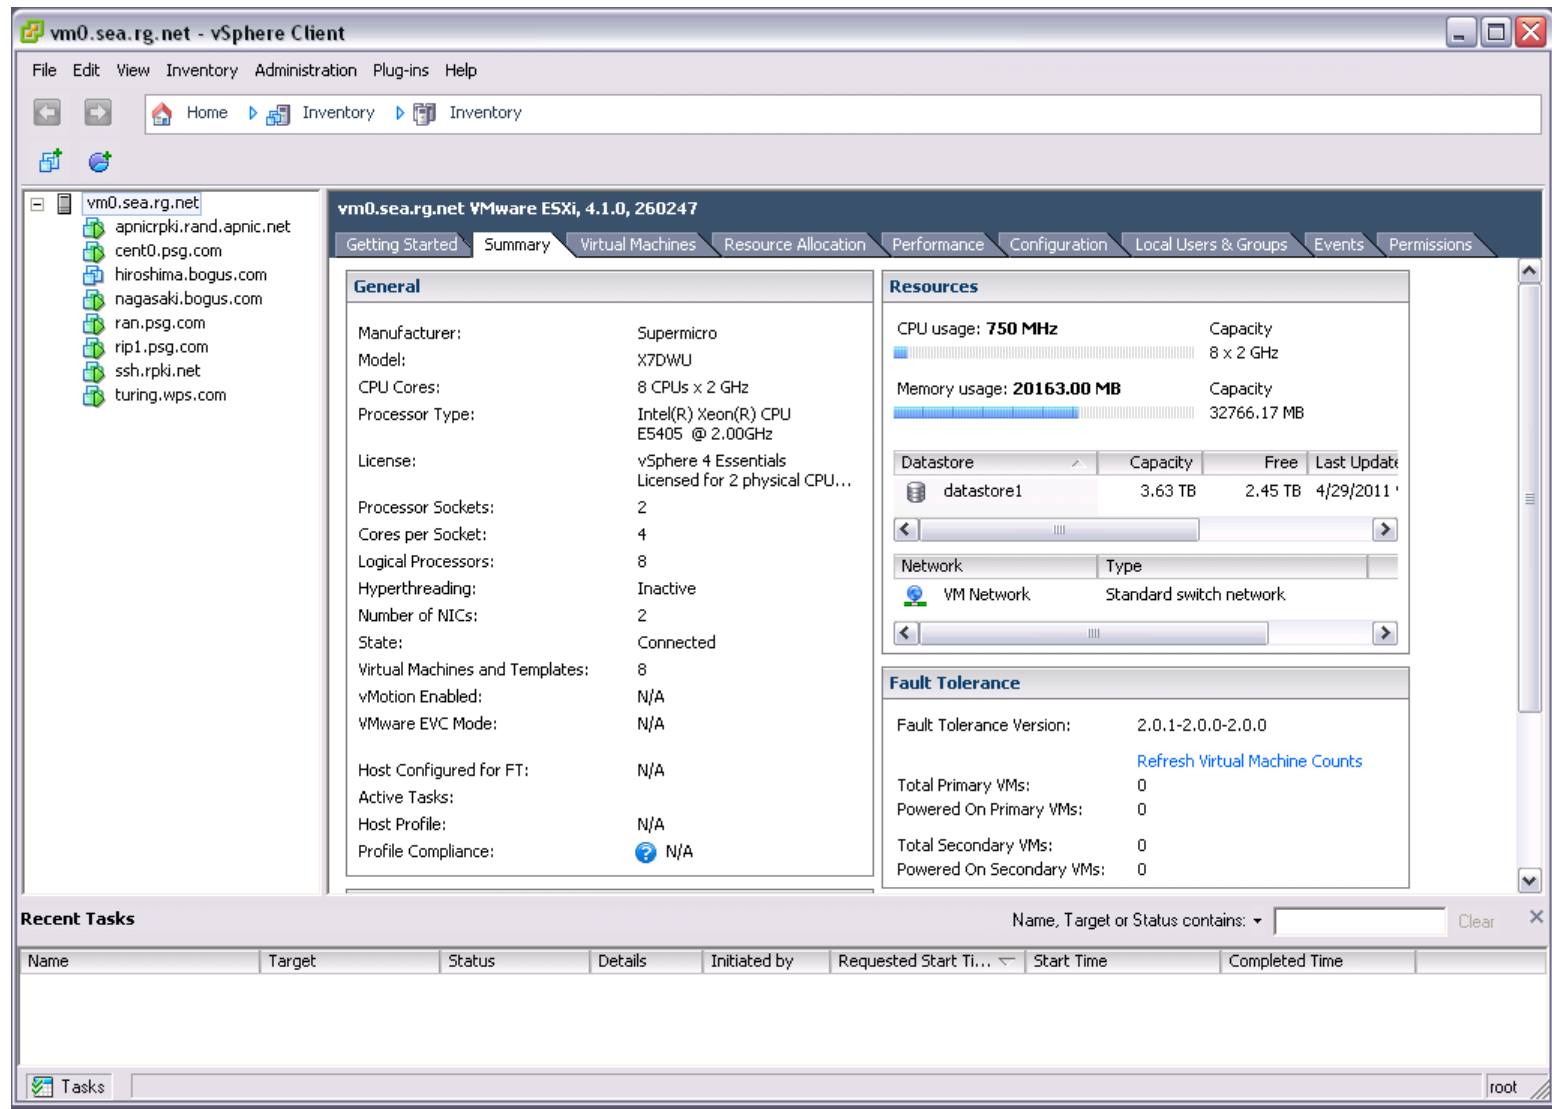 vm0.sea.rg.net - vSphere Client
File Edit View Inventory Administration Plug-ins Help
Home Inventory Inventory
vm0.sea.rg.net
apnicrpki.rand.apnic.net
cent0.psg.com
hiroshima.bogus.com
nagasaki.bogus.com
ran.psg.com
rip1.psg.com
ssh.rpki.net
turing.wps.com
vm0.sea.rg.net VMware ESXi, 4.1.0, 260247
Getting Started Summary Virtual Machines Resource Allocation Performance Configuration Local Users & Groups Events Permissions
General
Manufacturer: Supermicro
Model: X7DWU
CPU Cores: 8 CPUs x 2 GHz
Processor Type: Intel(R) Xeon(R) CPU
E5405 @ 2.00GHz
License: vSphere 4 Essentials
Licensed for 2 physical CPU...
Processor Sockets: 2
Cores per Socket: 4
Logical Processors: 8
Hyperthreading: Inactive
Number of NICs: 2
State: Connected
Virtual Machines and Templates: 8
vMotion Enabled: N/A
VMware EVC Mode: N/A
Host Configured for FT: N/A
Active Tasks:
Host Profile: N/A
Profile Compliance: N/A
Resources
CPU usage: 750 MHz Capacity
8 x 2 GHz
Memory usage: 20163.00 MB Capacity
32766.17 MB
Datastore Capacity Free Last Update
datastore1 3.63 TB 2.45 TB 4/29/2011
Network Type
VM Network Standard switch network
Fault Tolerance
Fault Tolerance Version: 2.0.1-2.0.0-2.0.0
Refresh Virtual Machine Counts
Total Primary VMs: 0
Powered On Primary VMs: 0
Total Secondary VMs: 0
Powered On Secondary VMs: 0
Recent Tasks
Name, Target or Status contains: Clear
Name Target Status Details Initiated by Requested Start Ti... Start Time Completed Time
Tasks root